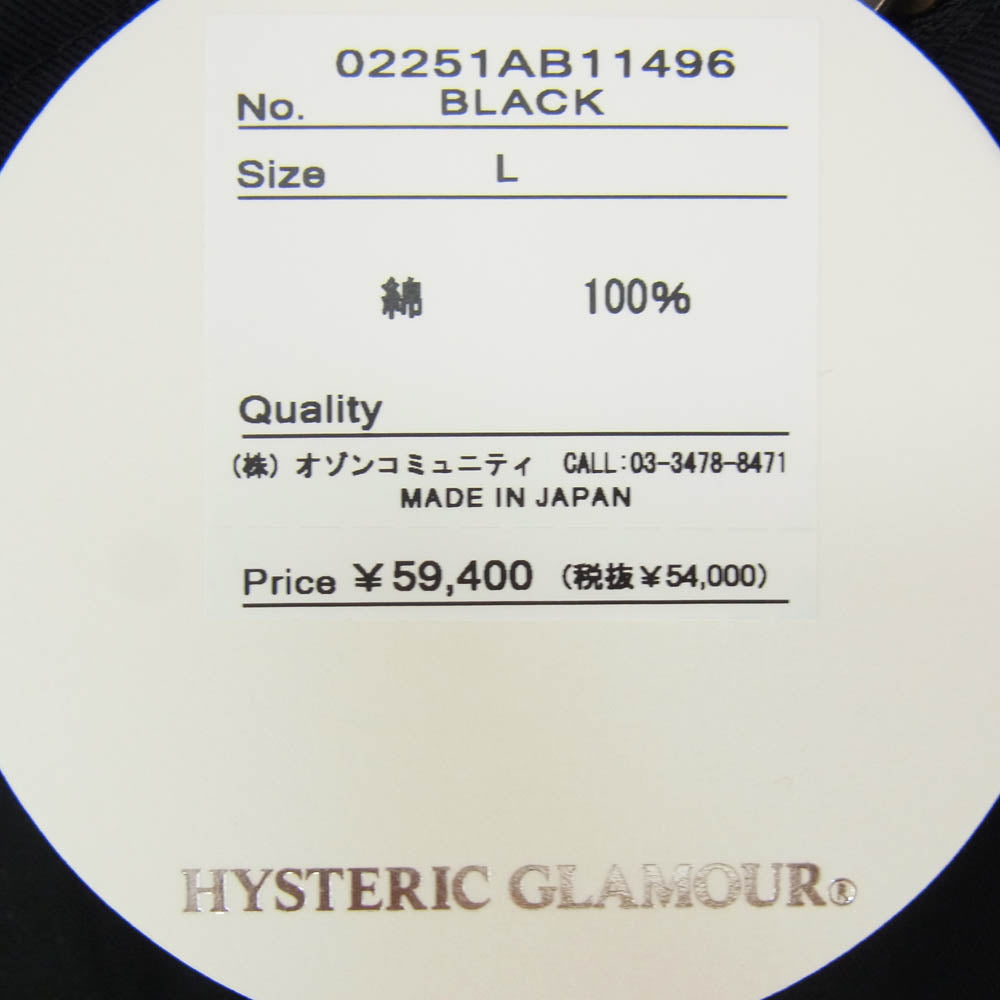 02251AB11496
No. BLACK
Size L
綿 100%
Quality
(株) オゾンコミュニティ CALL:03-3478-8471
MADE IN JAPAN
Price ¥59,400 (税抜¥54,000)
HYSTERIC GLAMOUR®